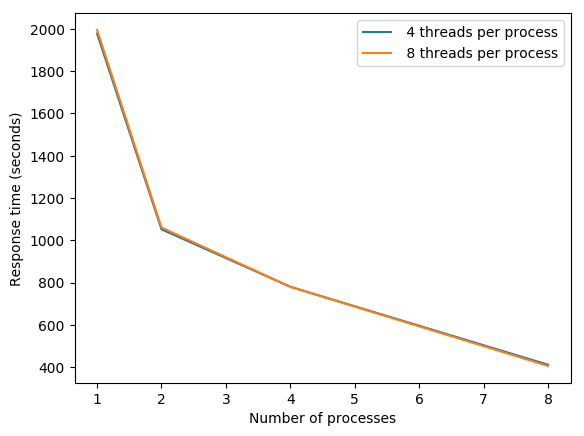 2000
1800
1600
1400
1200
1000
800
600
400
Response time (seconds)
4 threads per process
8 threads per process
1 2 3 4 5 6 7 8
Number of processes